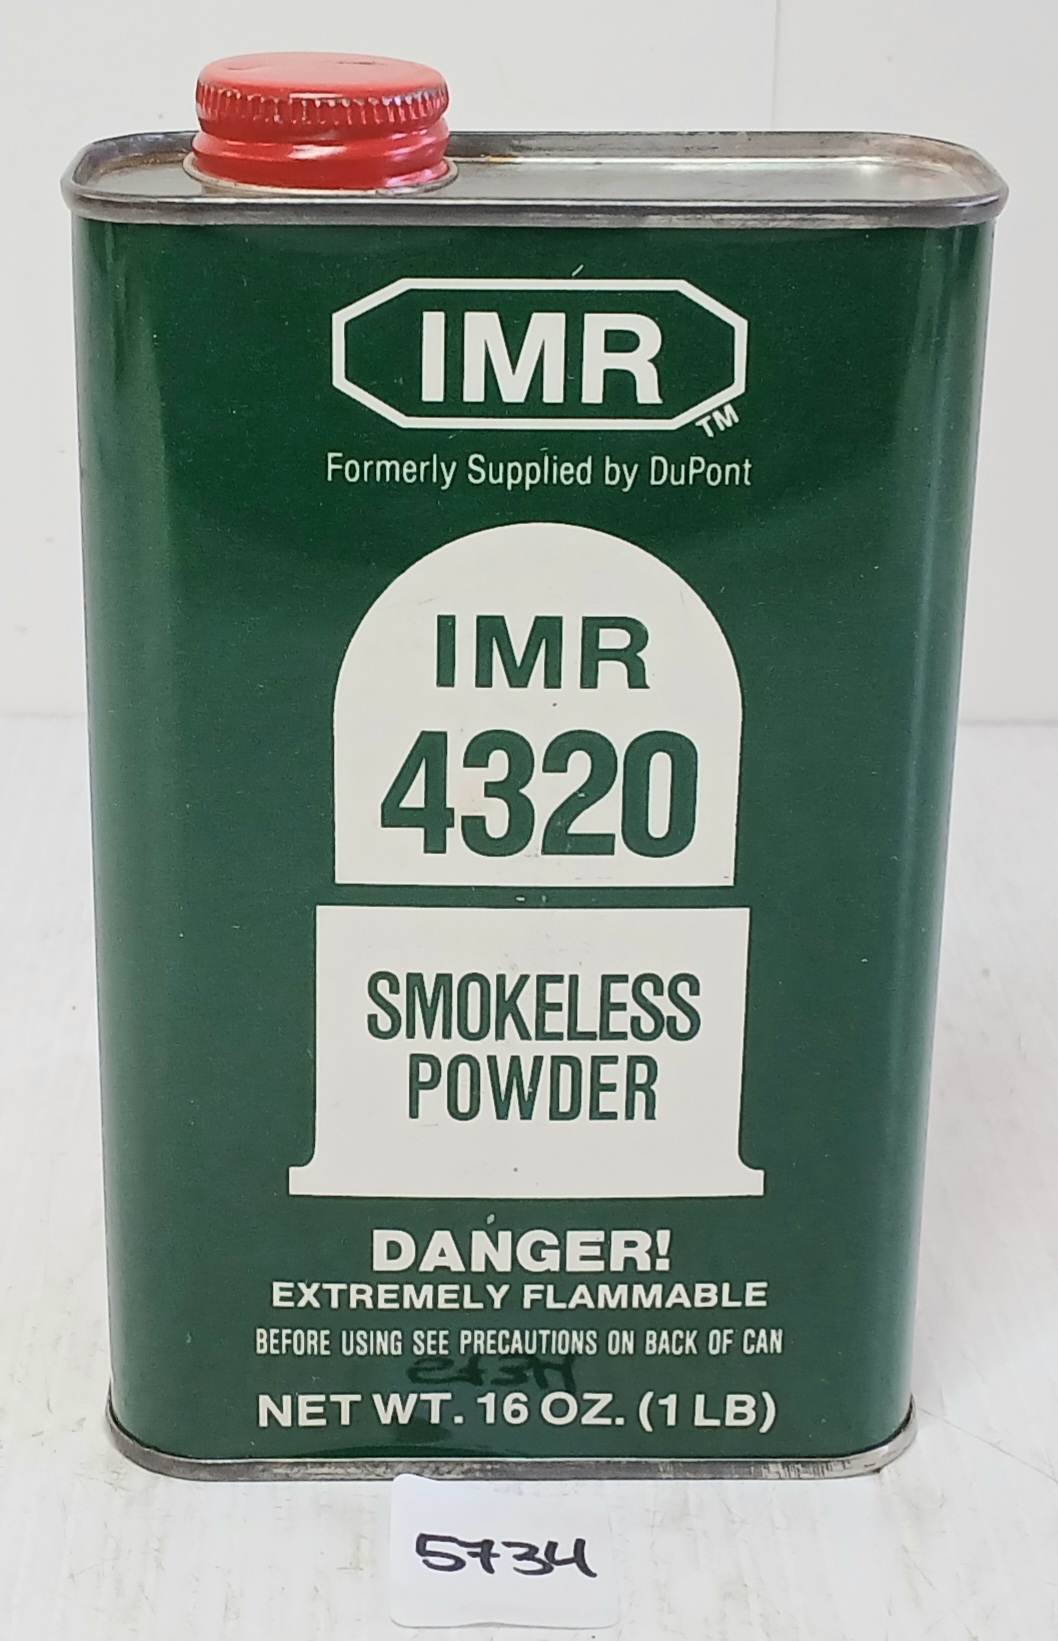 IMR
TM
Formerly Supplied by DuPont
IMR
4320
SMOKELESS
POWDER
DANGER!
EXTREMELY FLAMMABLE
BEFORE USING SEE PRECAUTIONS ON BACK OF CAN
NET WT. 16 OZ. (1 LB)
5734